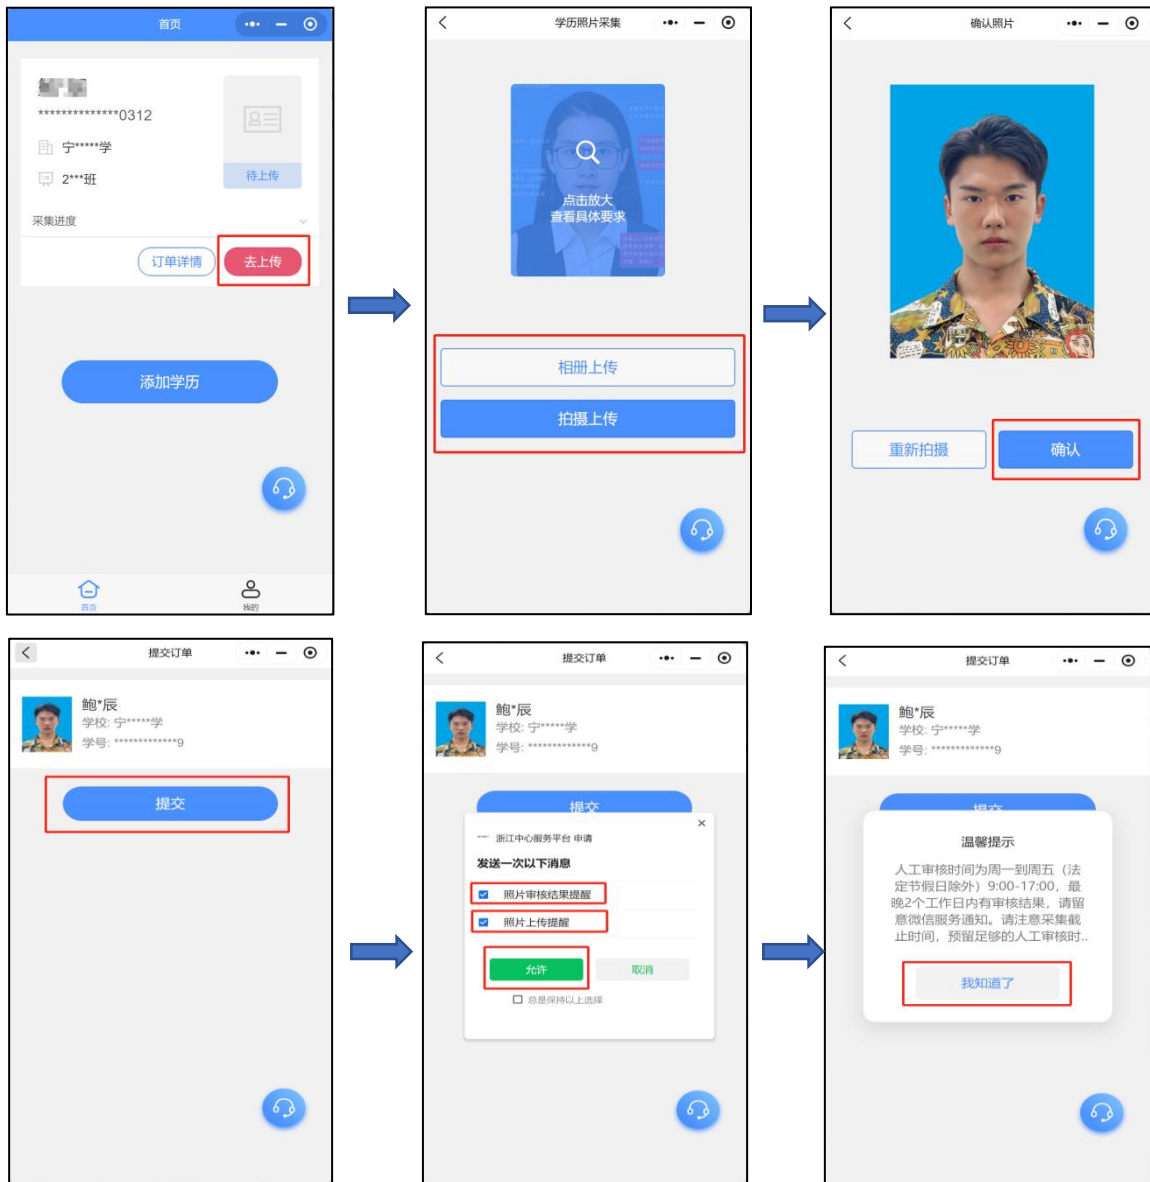 首页
**************0312
宁*****学
2***班
待上传
采集进度
订单详情
去上传
添加学历
首页
我的
学历照片采集
点击放大
查看具体要求
相册上传
拍摄上传
确认照片
重新拍摄
确认
提交订单
鲍*辰
学校: 宁*****学
学号: *************9
提交
提交订单
鲍*辰
学校: 宁*****学
学号: *************9
提交
浙江中心服务平台 申请
发送一次以下消息
照片审核结果提醒
照片上传提醒
允许
取消
总是保持以上选择
提交订单
鲍*辰
学校: 宁*****学
学号: *************9
提交
温馨提示
人工审核时间为周一到周五（法
定节假日除外）9:00-17:00，最
晚2个工作日内有审核结果，请留
意微信服务通知。请注意采集截
止时间，预留足够的人工审核时..
我知道了